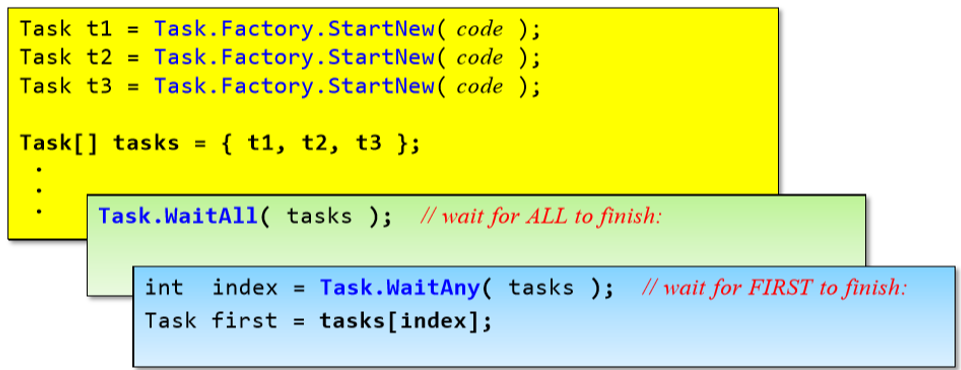 Task t1 = Task.Factory.StartNew( code );
Task t2 = Task.Factory.StartNew( code );
Task t3 = Task.Factory.StartNew( code );
Task[] tasks = { t1, t2, t3 };
.
.
.
Task.WaitAll( tasks );  // wait for ALL to finish:
int  index = Task.WaitAny( tasks );  // wait for FIRST to finish:
Task first = tasks[index];